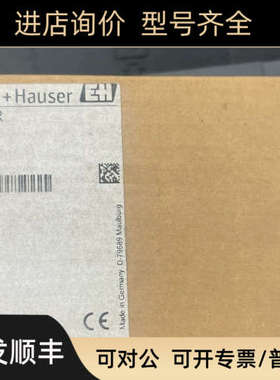 进店询价 型号齐全
+Hauser EH
Made in Germany, D-79689 Maulburg
CE
发顺丰
可对公 可开专票/普